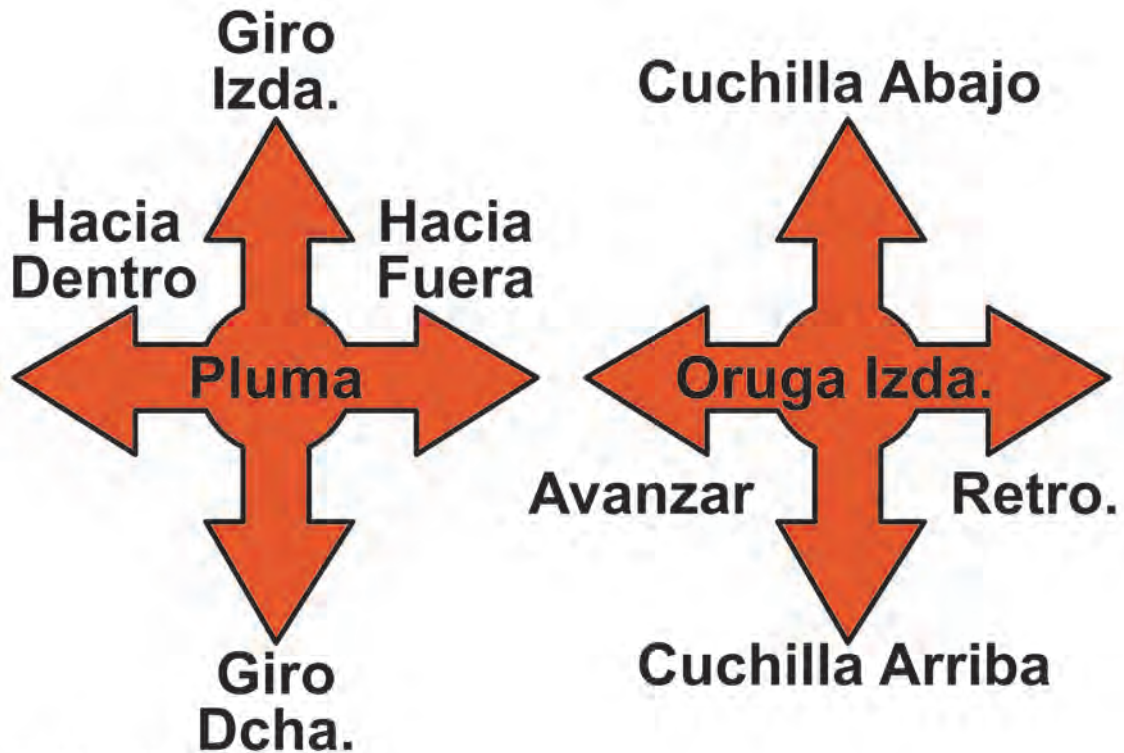 Giro
Izda.
Hacia
Dentro
Hacia
Fuera
Pluma
Giro
Dcha.
Cuchilla Abajo
Oruga Izda.
Avanzar
Retro.
Cuchilla Arriba